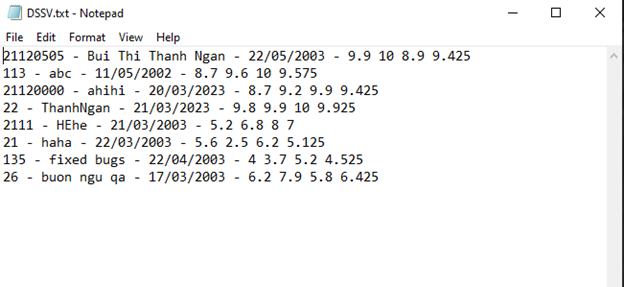 DSSV.txt - Notepad
File Edit Format View Help
21120505 - Bui Thi Thanh Ngan - 22/05/2003 - 9.9 10 8.9 9.425
113 - abc - 11/05/2002 - 8.7 9.6 10 9.575
21120000 - ahihi - 20/03/2023 - 8.7 9.2 9.9 9.425
22 - ThanhNgan - 21/03/2023 - 9.8 9.9 10 9.925
2111 - HEhe - 21/03/2003 - 5.2 6.8 8 7
21 - haha - 22/03/2003 - 5.6 2.5 6.2 5.125
135 - fixed bugs - 22/04/2003 - 4 3.7 5.2 4.525
26 - buon ngu qa - 17/03/2003 - 6.2 7.9 5.8 6.425